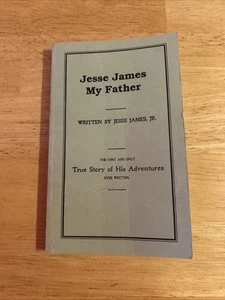 Jesse James
My Father
WRITTEN BY JESSE JAMES, JR.
THE FIRST AND ONLY
True Story of His Adventures
EVER WRITTEN.